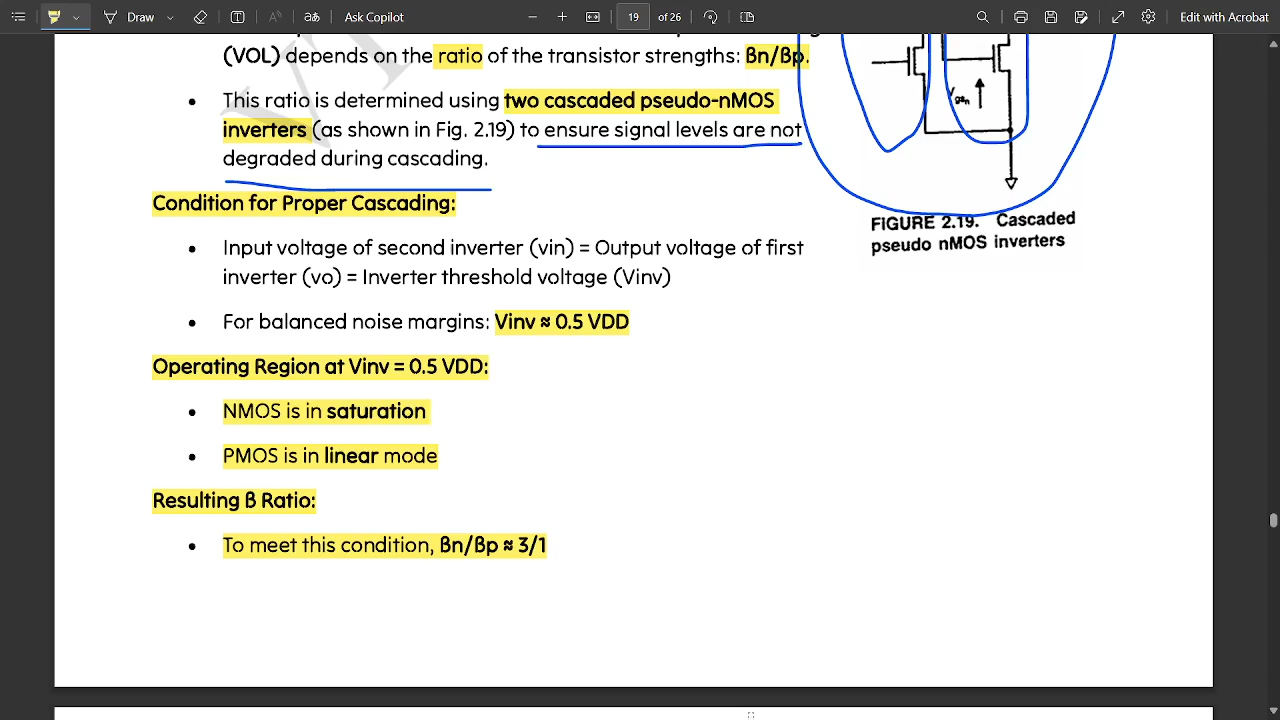 Draw
Ask Copilot
19 of 26
Edit with Acrobat
(VOL) depends on the ratio of the transistor strengths: βn/βp.
• This ratio is determined using two cascaded pseudo-nMOS
inverters (as shown in Fig. 2.19) to ensure signal levels are not
degraded during cascading.
Vgsn
FIGURE 2.19. Cascaded
pseudo nMOS inverters
Condition for Proper Cascading:
• Input voltage of second inverter (vin) = Output voltage of first
inverter (vo) = Inverter threshold voltage (Vinv)
• For balanced noise margins: Vinv ≈ 0.5 VDD
Operating Region at Vinv = 0.5 VDD:
• NMOS is in saturation
• PMOS is in linear mode
Resulting β Ratio:
• To meet this condition, βn/βp ≈ 3/1